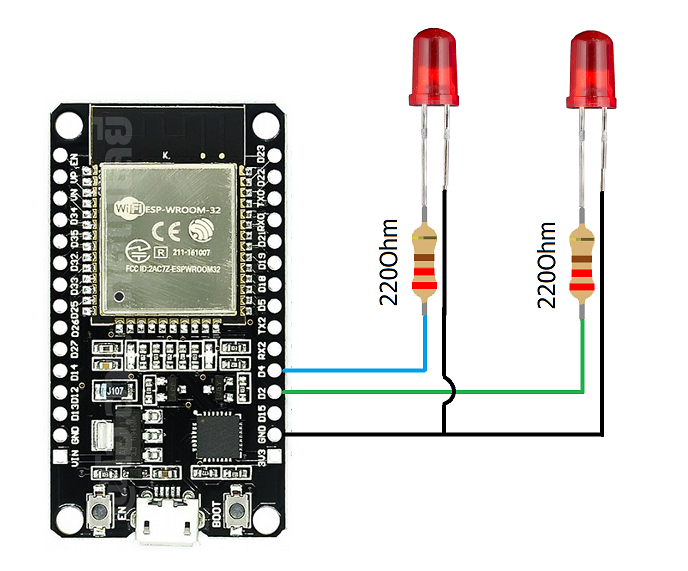 K.
WiFi ESP-WROOM-32
CE
R 211-161007
FCC ID:2AC7Z-ESPWROOM32
EN
VP
VN
D34
D35
D32
D33
D25
D26
D27
D14
D12
D13
GND
VIN
D23
D22
TX0
RX0
D21
D19
D18
D5
TX2
RX2
D4
D2
D15
GND
3V3
J107
EN
BOOT
220Ohm
220Ohm